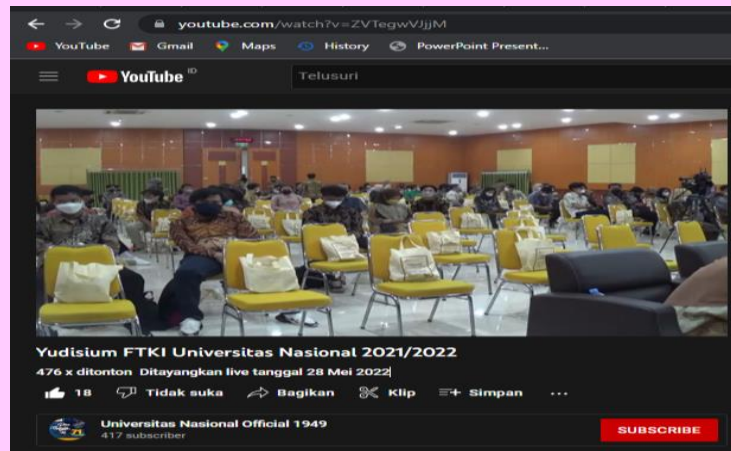 youtube.com/watch?v=ZVTegwVJjjM
YouTube Gmail Maps History PowerPoint Present...
YouTube ID Telusuri
Yudisium FTKI Universitas Nasional 2021/2022
476 x ditonton Ditayangkan live tanggal 28 Mei 2022
18 Tidak suka Bagikan Klip Simpan ...
Universitas Nasional Official 1949
417 subscriber
SUBSCRIBE